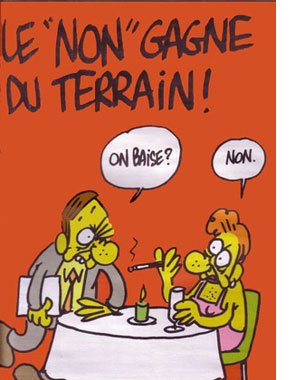 LE "NON" GAGNE
DU TERRAIN!
ON BAISE?
NON.